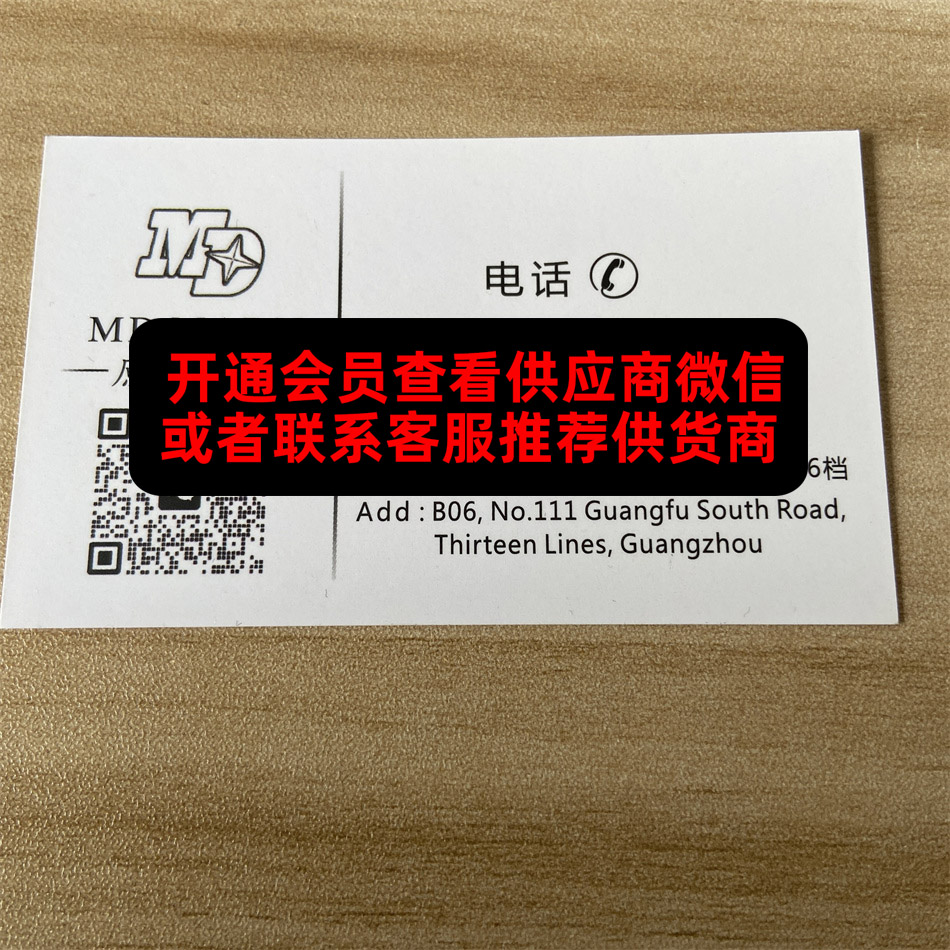 MD
电话
开通会员查看供应商微信
或者联系客服推荐供货商
6档
Add : B06, No.111 Guangfu South Road,
Thirteen Lines, Guangzhou